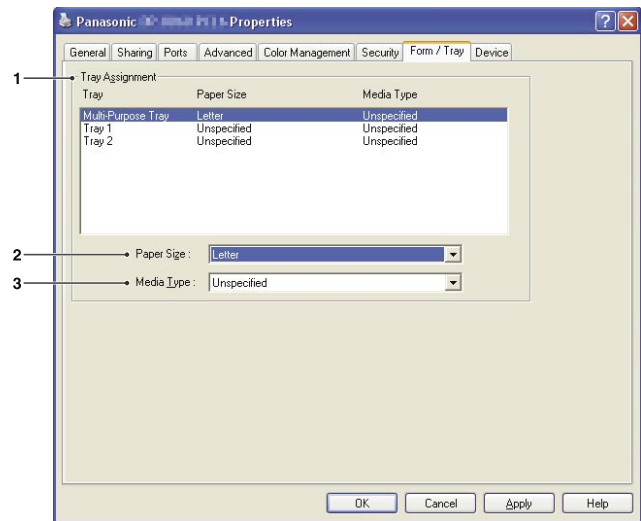 Panasonic Properties
General Sharing Ports Advanced Color Management Security Form / Tray Device
1 Tray Assignment
Tray Paper Size Media Type
Multi-Purpose Tray Letter Unspecified
Tray 1 Unspecified Unspecified
Tray 2 Unspecified Unspecified
2 Paper Size : Letter
3 Media Type : Unspecified
OK Cancel Apply Help